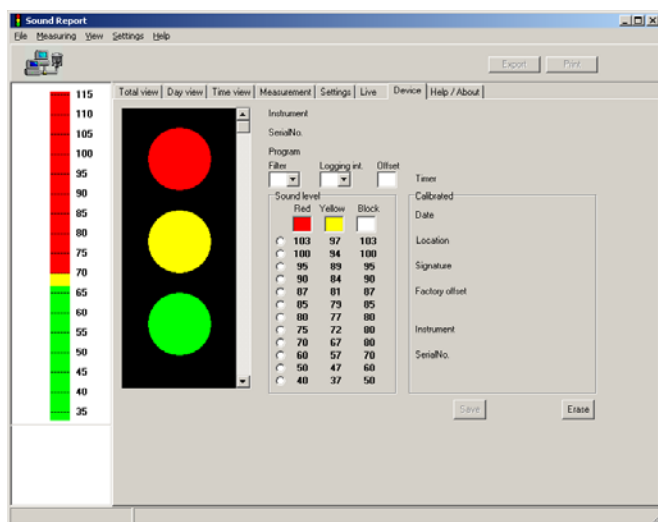 Sound Report
File Measuring View Settings Help
Export Print
Total view Day view Time view Measurement Settings Live Device Help / About
115
110
105
100
95
90
85
80
75
70
65
60
55
50
45
40
35
Instrument
SerialNo.
Program
Filter Logging int. Offset
Timer
Sound level
Red Yellow Block
103 97 103
100 94 100
95 89 95
90 84 90
87 81 87
85 79 85
80 77 80
75 72 80
70 67 80
60 57 70
50 47 60
40 37 50
Calibrated
Date
Location
Signature
Factory offset
Instrument
SerialNo.
Save Erase